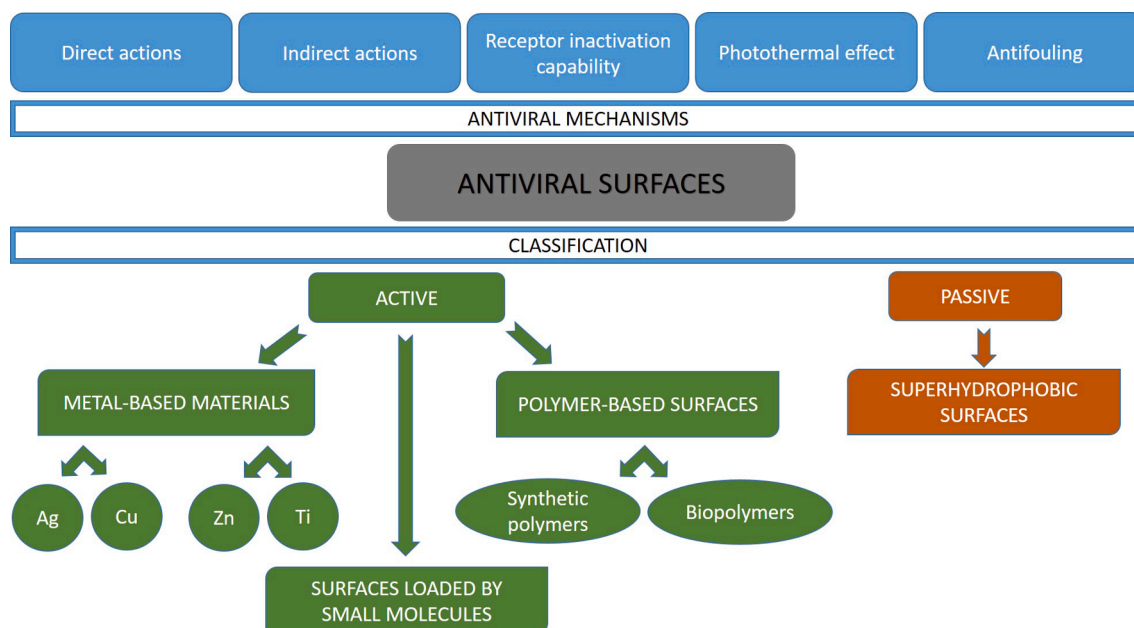 Direct actions
Indirect actions
Receptor inactivation
capability
Photothermal effect
Antifouling
ANTIVIRAL MECHANISMS
ANTIVIRAL SURFACES
CLASSIFICATION
ACTIVE
PASSIVE
METAL-BASED MATERIALS
POLYMER-BASED SURFACES
SUPERHYDROPHOBIC
SURFACES
Ag
Cu
Zn
Ti
Synthetic
polymers
Biopolymers
SURFACES LOADED BY
SMALL MOLECULES